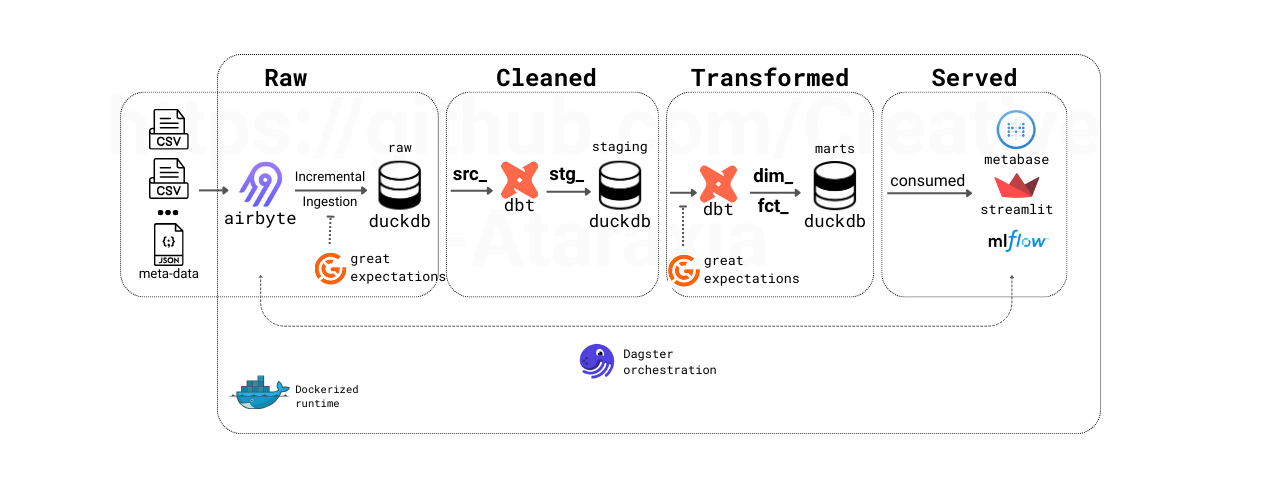 Raw
Cleaned
Transformed
Served
https://github.com/Creative
-Ataraxia
CSV
CSV
{;}
JSON
meta-data
airbyte
Incremental
Ingestion
raw
duckdb
great
expectations
src_
dbt
stg_
staging
duckdb
dbt
dim_
fct_
marts
duckdb
great
expectations
consumed
metabase
streamlit
mlflow
Dagster
orchestration
Dockerized
runtime